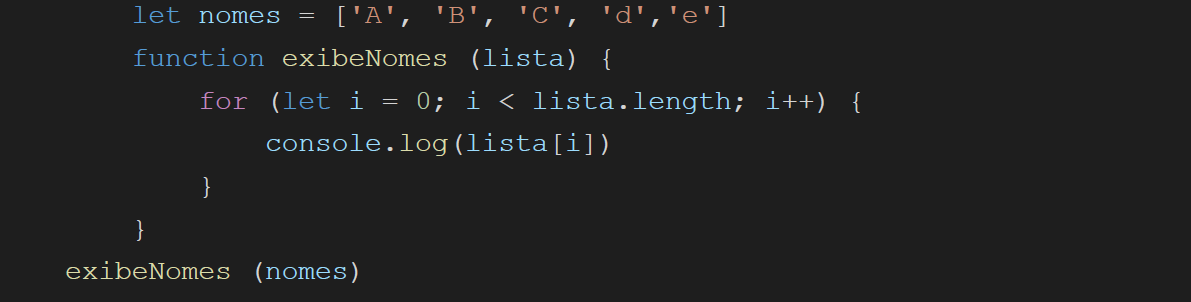 let nomes = ['A', 'B', 'C', 'd','e']
function exibeNomes (lista) {
for (let i = 0; i < lista.length; i++) {
console.log(lista[i])
}
}
exibeNomes (nomes)